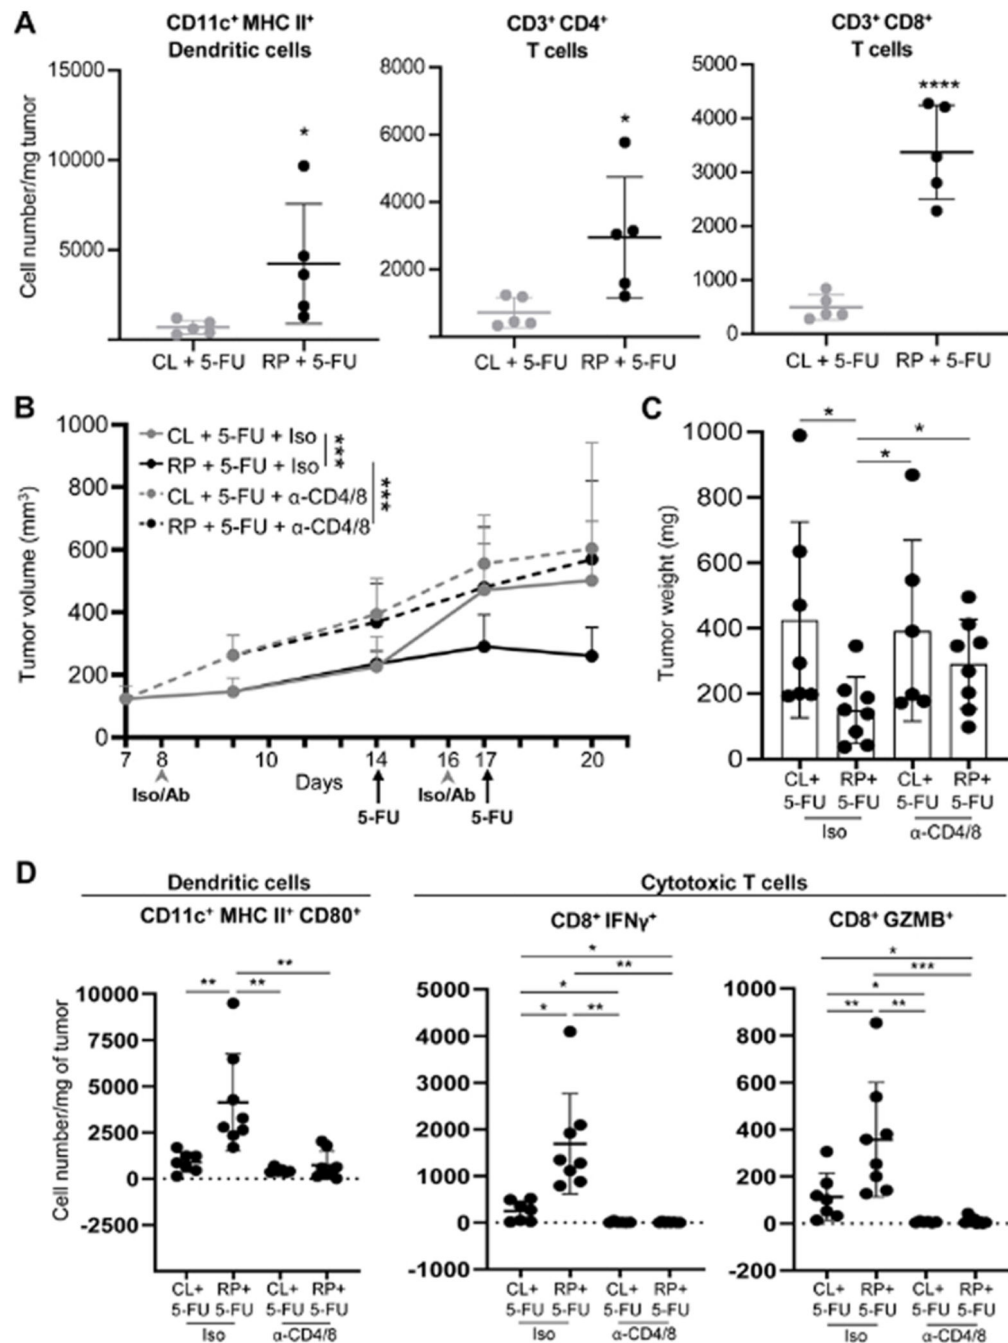 A
CD11c⁺ MHC II⁺
Dendritic cells
CD3⁺ CD4⁺
T cells
CD3⁺ CD8⁺
T cells
Cell number/mg tumor
15000
10000
5000
*
CL + 5-FU
RP + 5-FU
8000
6000
4000
2000
*
CL + 5-FU
RP + 5-FU
5000
4000
3000
2000
1000
0
****
CL + 5-FU
RP + 5-FU
B
Tumor volume (mm³)
1000
800
600
400
200
0
CL + 5-FU + Iso
RP + 5-FU + Iso
CL + 5-FU + α-CD4/8
RP + 5-FU + α-CD4/8
***
***
7 8 10 14 16 17 20
Days
Iso/Ab
5-FU
Iso/Ab
5-FU
C
Tumor weight (mg)
1000
800
600
400
200
0
*
*
*
CL+ RP+ CL+ RP+
5-FU 5-FU 5-FU 5-FU
Iso α-CD4/8
D
Dendritic cells
CD11c⁺ MHC II⁺ CD80⁺
Cytotoxic T cells
CD8⁺ IFNγ⁺
CD8⁺ GZMB⁺
Cell number/mg of tumor
10000
7500
5000
2500
0
-2500
**
** **
CL+ RP+ CL+ RP+
5-FU 5-FU 5-FU 5-FU
Iso α-CD4/8
5000
4000
3000
2000
1000
0
-1000
*
**
*
* **
CL+ RP+ CL+ RP+
5-FU 5-FU 5-FU 5-FU
Iso α-CD4/8
1000
800
600
400
200
0
-200
*
***
*
** **
CL+ RP+ CL+ RP+
5-FU 5-FU 5-FU 5-FU
Iso α-CD4/8